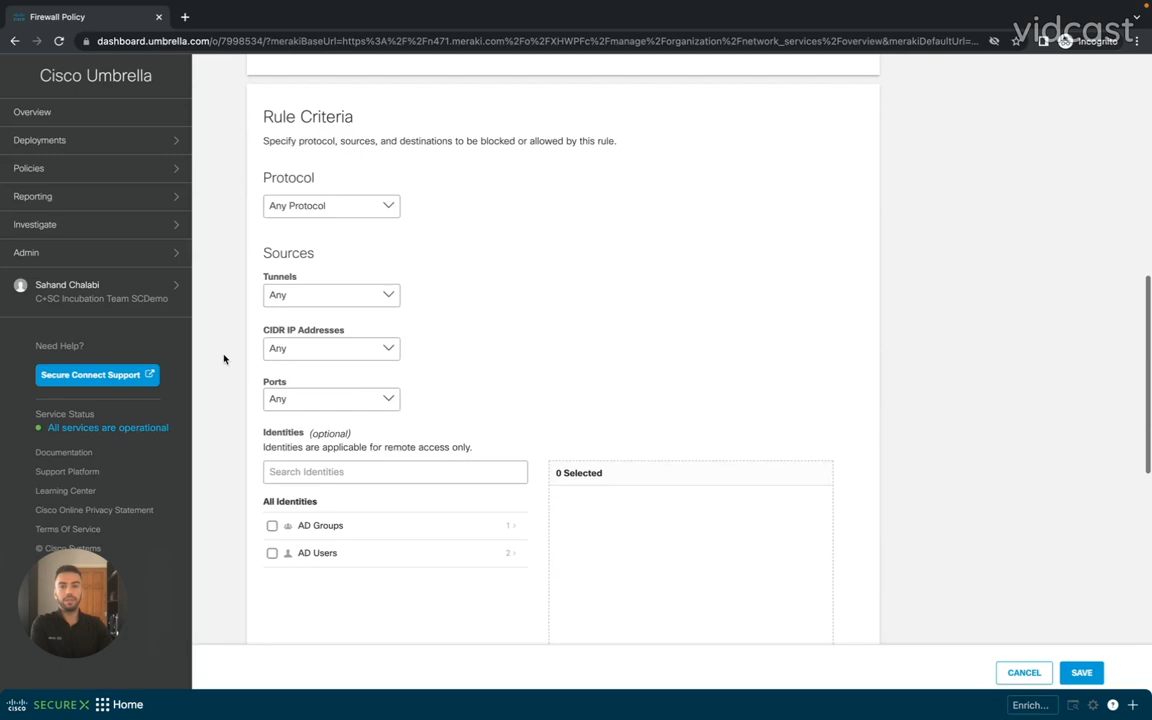 Firewall Policy
vidcast
dashboard.umbrella.com/o/7998534/?merakiBaseUrl=https%3A%2F%2Fn471.meraki.com%2Fo%2FXHWPFc%2Fmanage%2Forganization%2Fnetwork_services%2Foverview&merakiDefaultUrl=...
Incognito
Cisco Umbrella
Overview
Deployments
Policies
Reporting
Investigate
Admin
Sahand Chalabi
C+SC Incubation Team SCDemo
Need Help?
Secure Connect Support
Service Status
All services are operational
Documentation
Support Platform
Learning Center
Cisco Online Privacy Statement
Terms Of Service
© Cisco Systems
Rule Criteria
Specify protocol, sources, and destinations to be blocked or allowed by this rule.
Protocol
Any Protocol
Sources
Tunnels
Any
CIDR IP Addresses
Any
Ports
Any
Identities (optional)
Identities are applicable for remote access only.
Search Identities
0 Selected
All Identities
AD Groups 1
AD Users 2
CANCEL
SAVE
cisco SECUREX Home
Enrich...